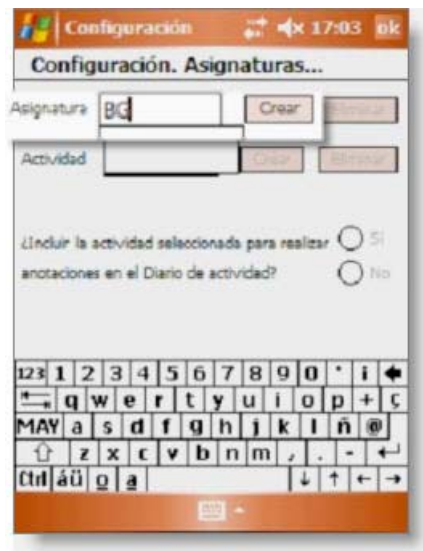 Configuración 17:03 ok
Configuración. Asignaturas...
Asignatura BG Crear Eliminar
Actividad Crear Eliminar
¿Incluir la actividad seleccionada para realizar Si
anotaciones en el Diario de actividad? No
123 1 2 3 4 5 6 7 8 9 0 ' ¡
q w e r t y u i o p + ç
MAY a s d f g h j k l ñ @
z x c v b n m , . -
Ctrl áü º ª